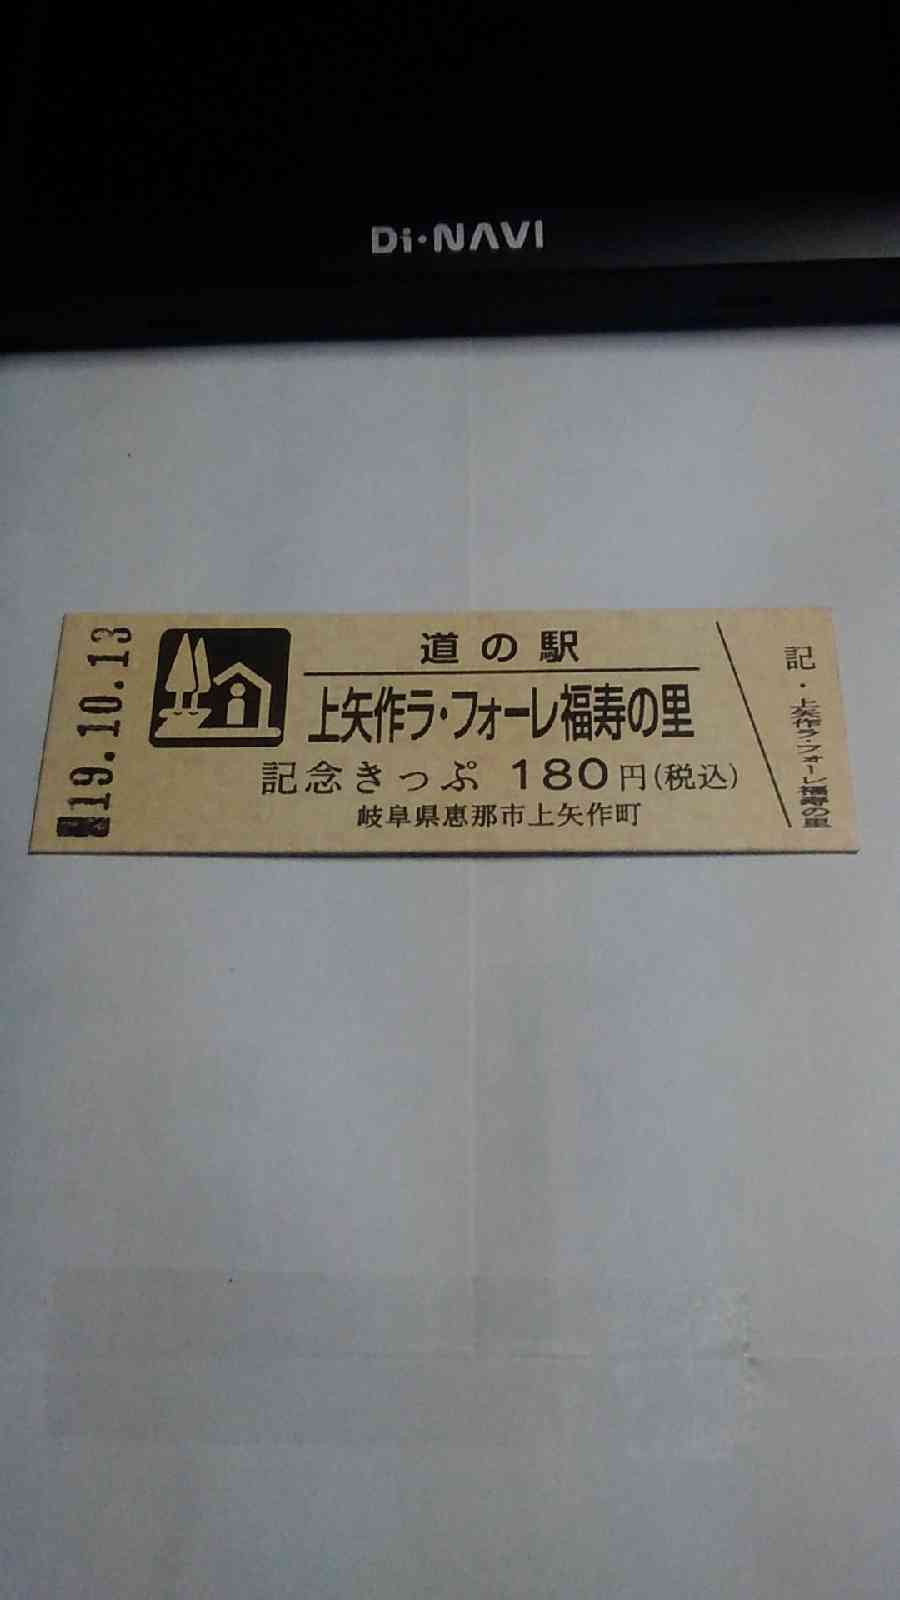 Di･NAVI
19.10.13
道の駅
上矢作ラ・フォーレ福寿の里
記念きっぷ 180円(税込)
岐阜県恵那市上矢作町
記・上矢作ラ・フォーレ福寿の里